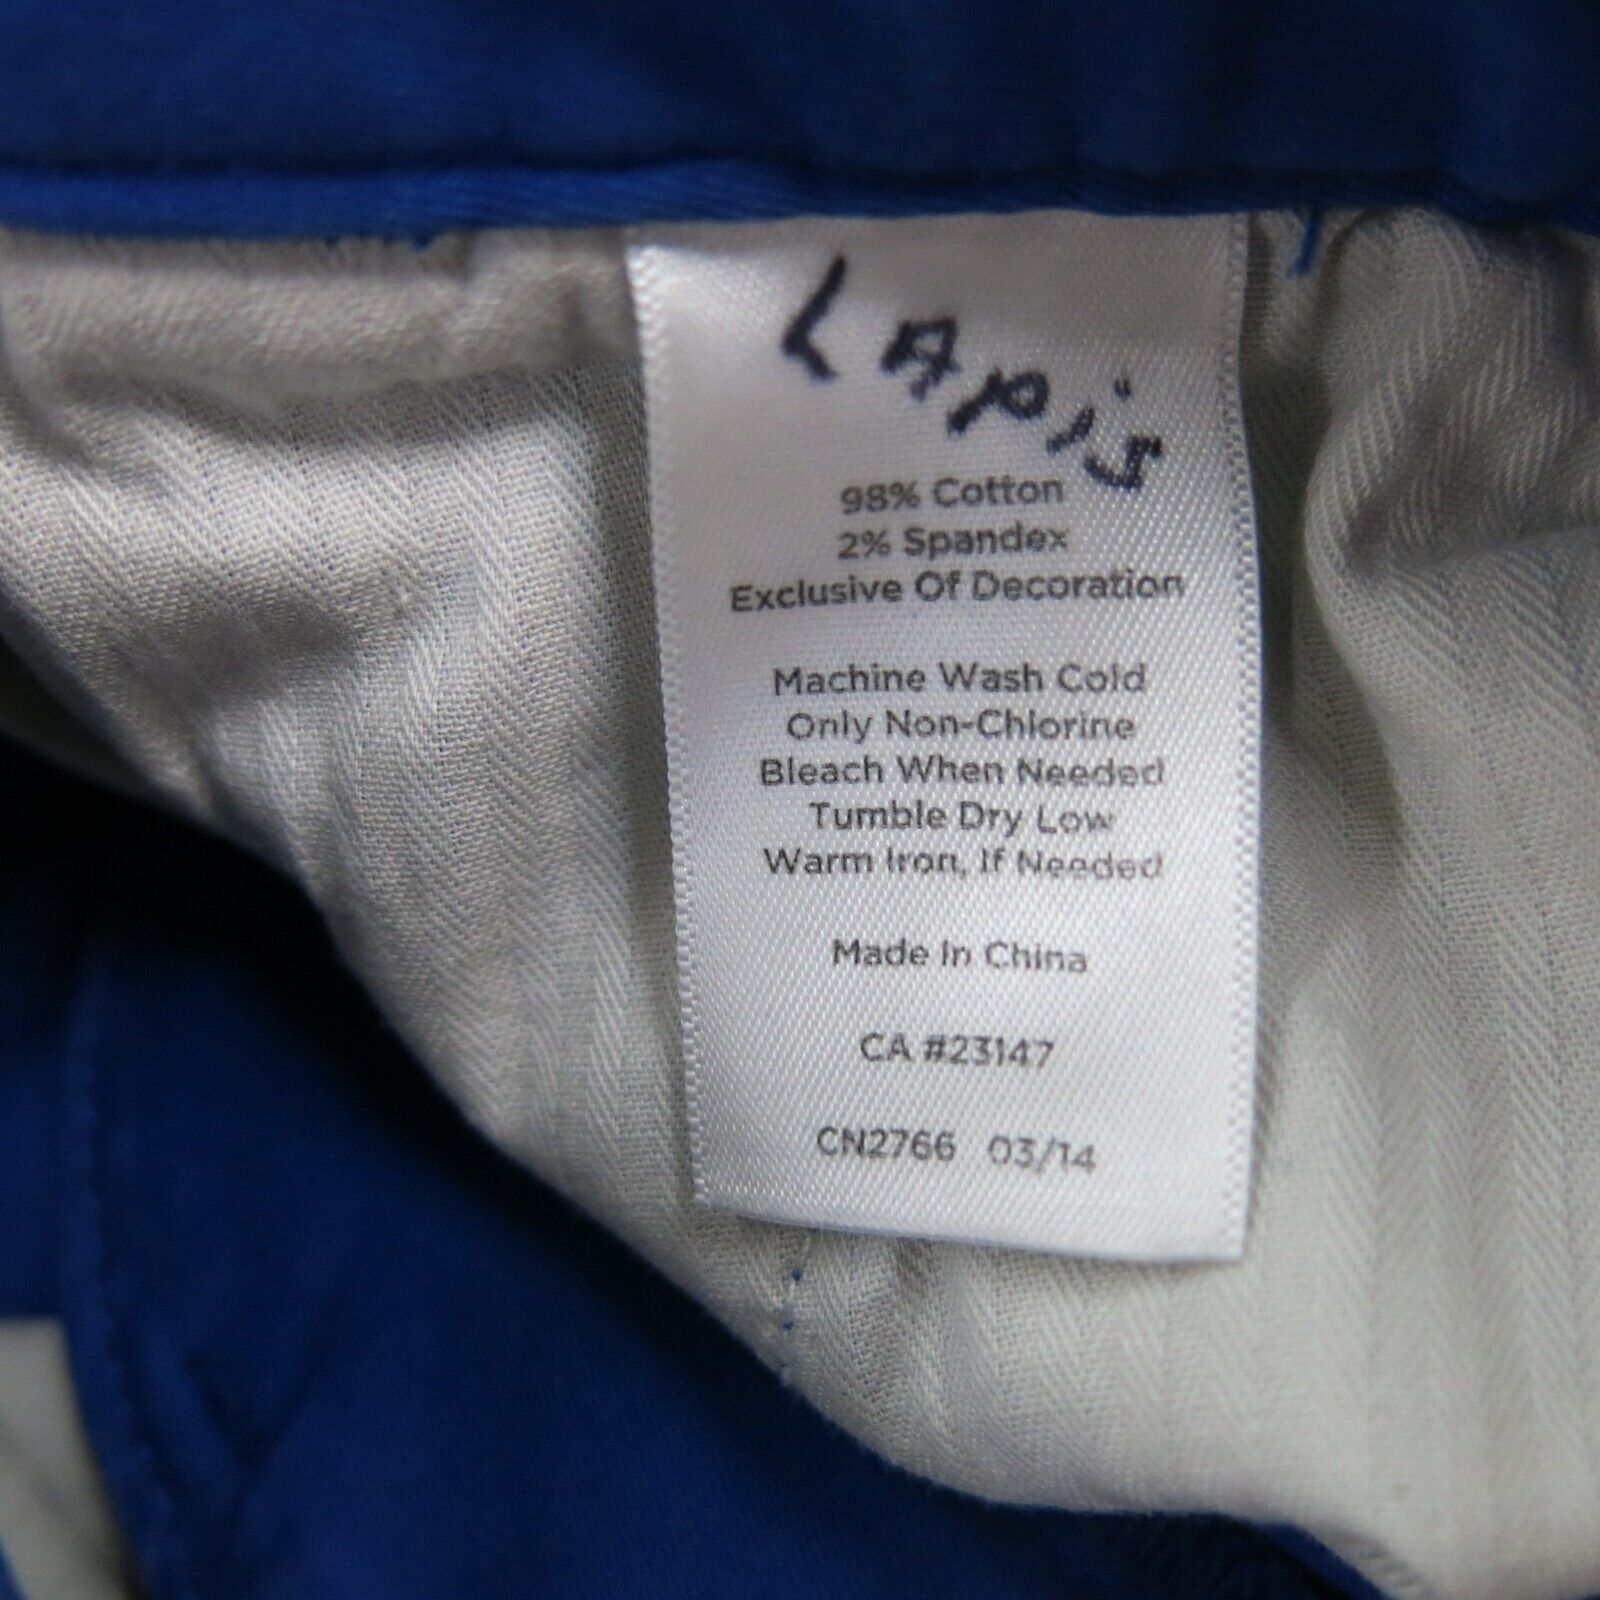 LApis
98% Cotton
2% Spandex
Exclusive Of Decoration
Machine Wash Cold
Only Non-Chlorine
Bleach When Needed
Tumble Dry Low
Warm Iron, If Needed
Made In China
CA #23147
CN2766 03/14